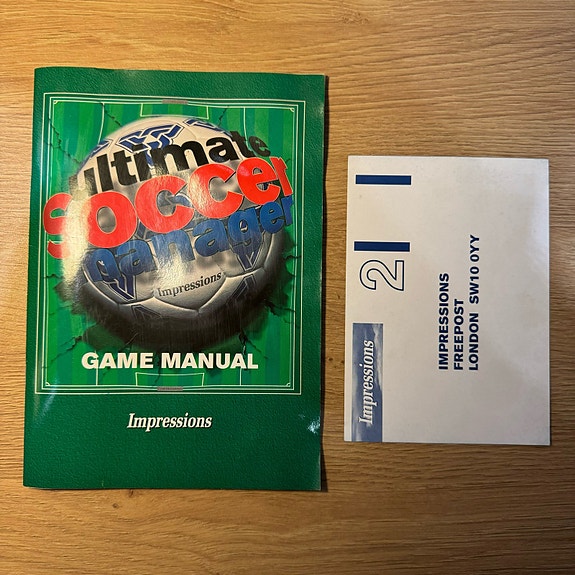 ultimate
soccer
manager
Impressions
GAME MANUAL
Impressions
2
IMPRESSIONS
FREEPOST
LONDON SW10 0YY
Impressions